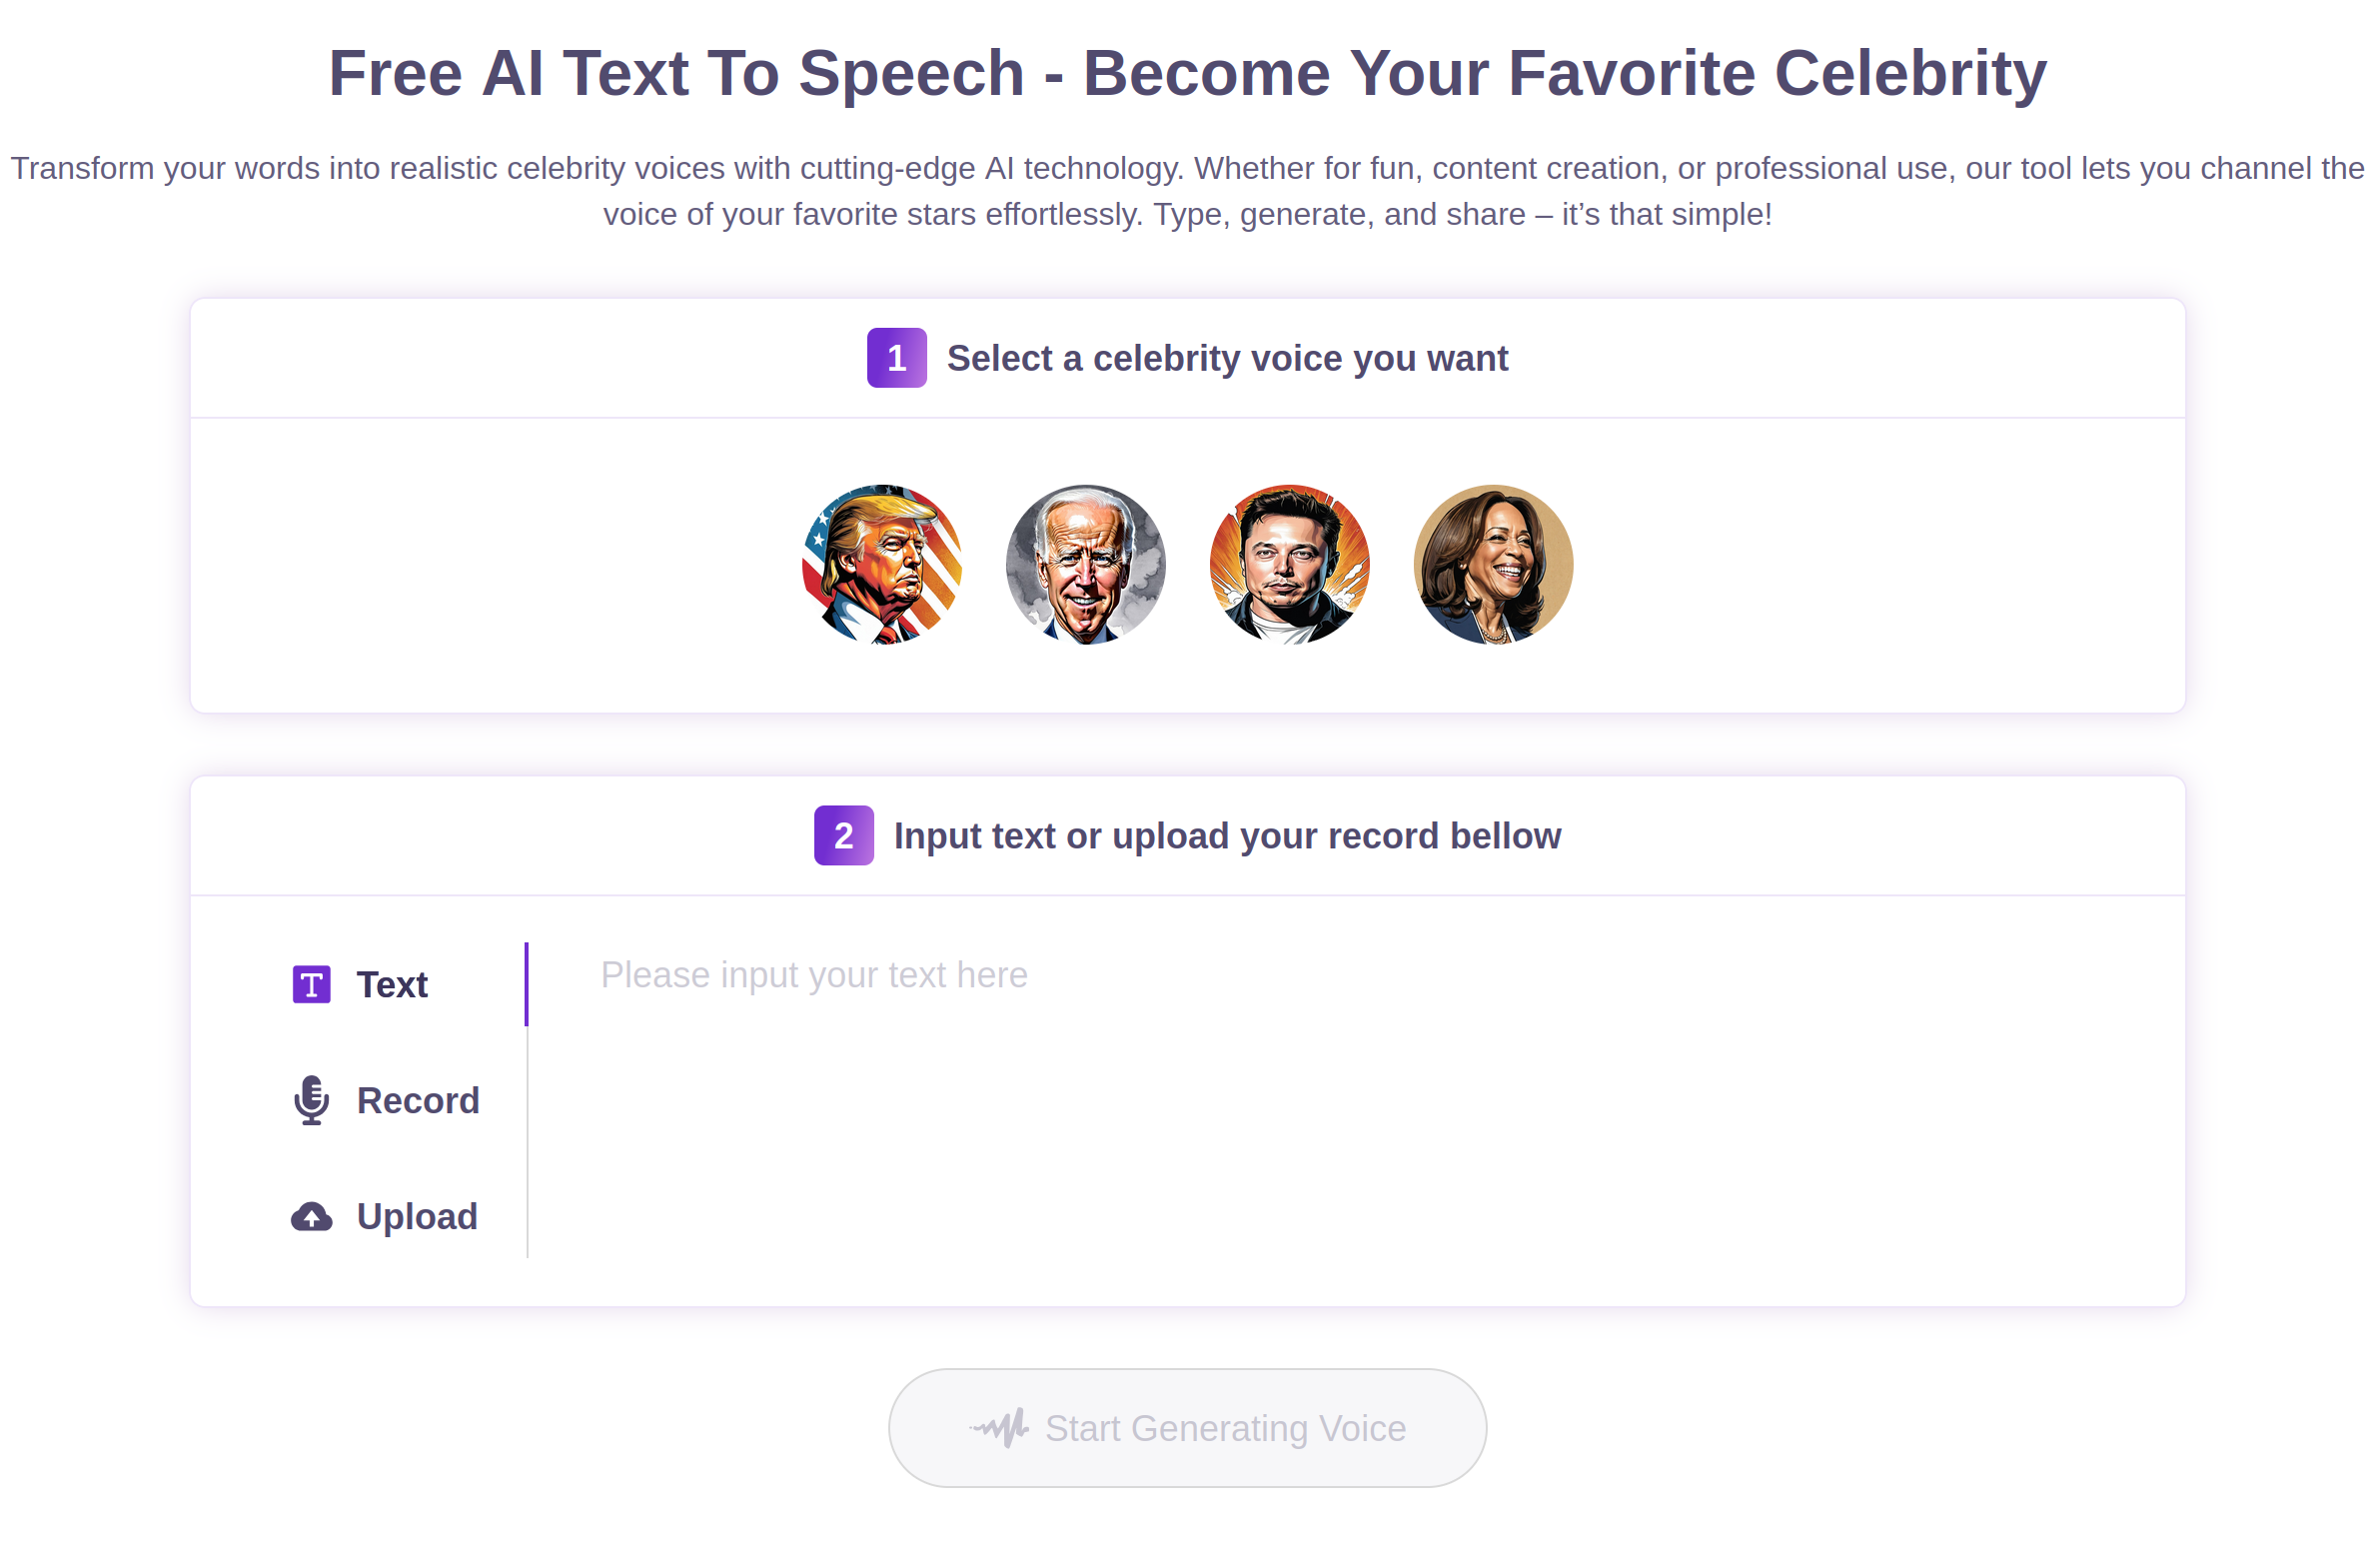 Free AI Text To Speech - Become Your Favorite Celebrity
Transform your words into realistic celebrity voices with cutting-edge AI technology. Whether for fun, content creation, or professional use, our tool lets you channel the
voice of your favorite stars effortlessly. Type, generate, and share – it’s that simple!
1 Select a celebrity voice you want
2 Input text or upload your record bellow
Text
Please input your text here
Record
Upload
Start Generating Voice